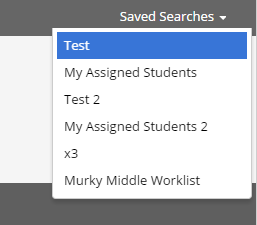 Saved Searches
Test
My Assigned Students
Test 2
My Assigned Students 2
x3
Murky Middle Worklist